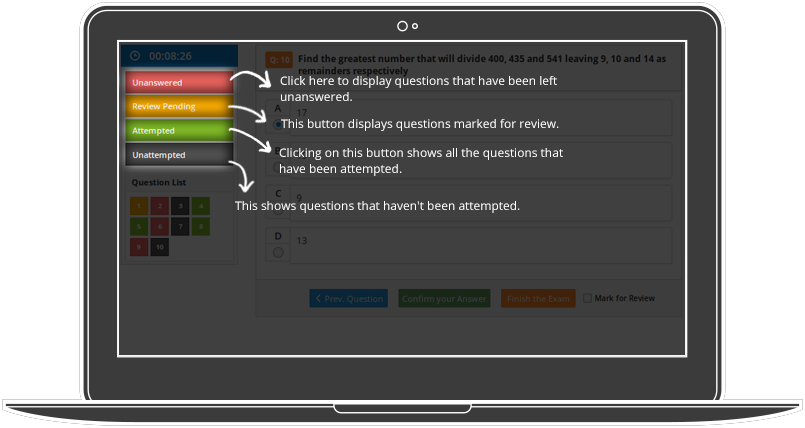 00:08:26
Unanswered
Review Pending
Attempted
Unattempted
Question List
1 2 3 4
5 6 7 8
9 10
Q: 10 Find the greatest number that will divide 400, 435 and 541 leaving 9, 10 and 14 as
remainders respectively
Click here to display questions that have been left
unanswered.
A
17
This button displays questions marked for review.
Clicking on this button shows all the questions that
have been attempted.
C
9
This shows questions that haven't been attempted.
D
13
Prev. Question Confirm your Answer Finish the Exam Mark for Review